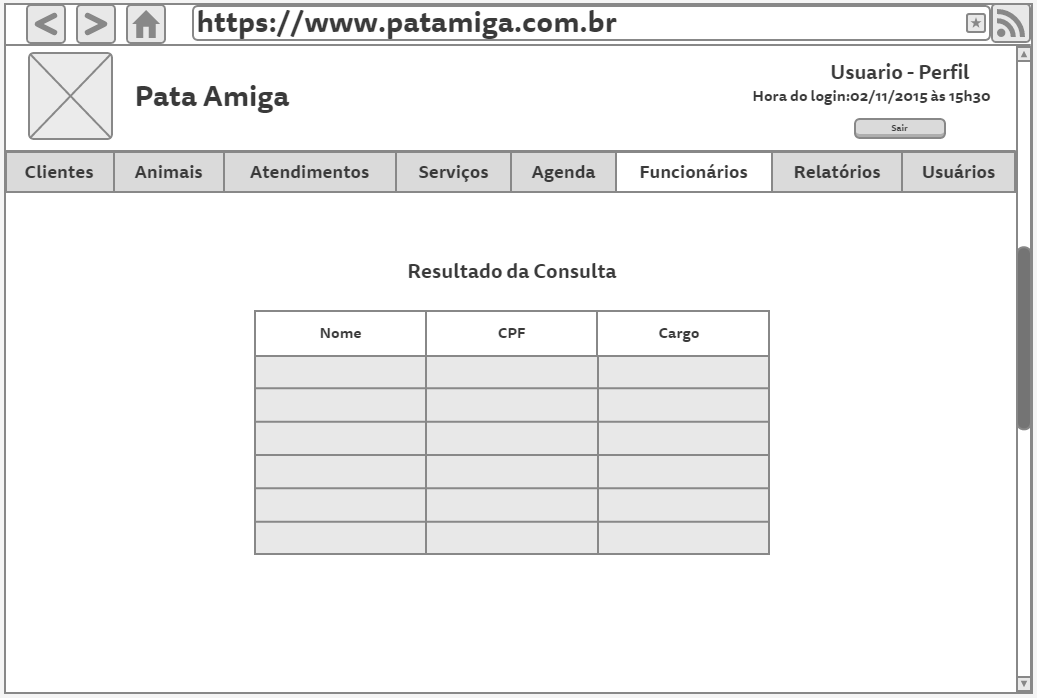 https://www.patamiga.com.br
Usuario - Perfil
Pata Amiga
Hora do login:02/11/2015 às 15h30
Sair
Clientes Animais Atendimentos Serviços Agenda Funcionários Relatórios Usuários
Resultado da Consulta
Nome CPF Cargo